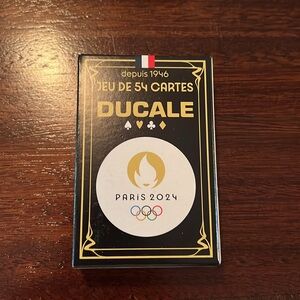 depuis 1946
JEU DE 54 CARTES
DUCALE
PARIS 2024